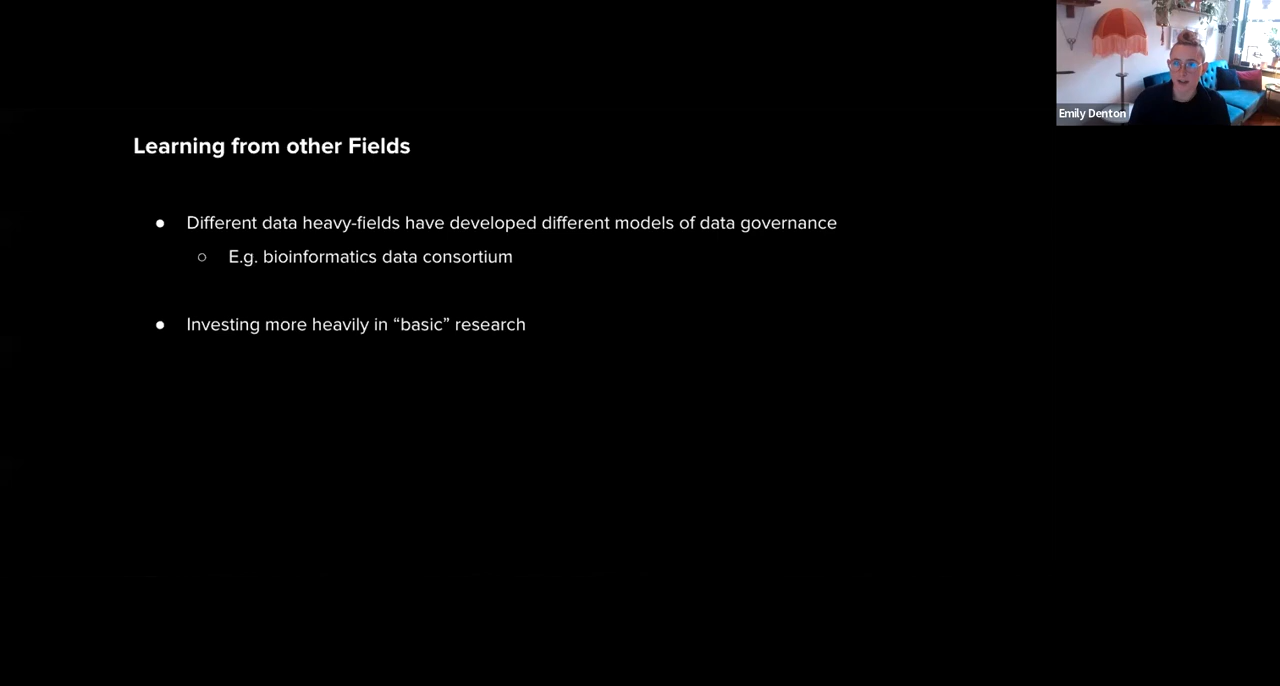 Emily Denton
Learning from other Fields
● Different data heavy-fields have developed different models of data governance
○ E.g. bioinformatics data consortium
● Investing more heavily in “basic” research